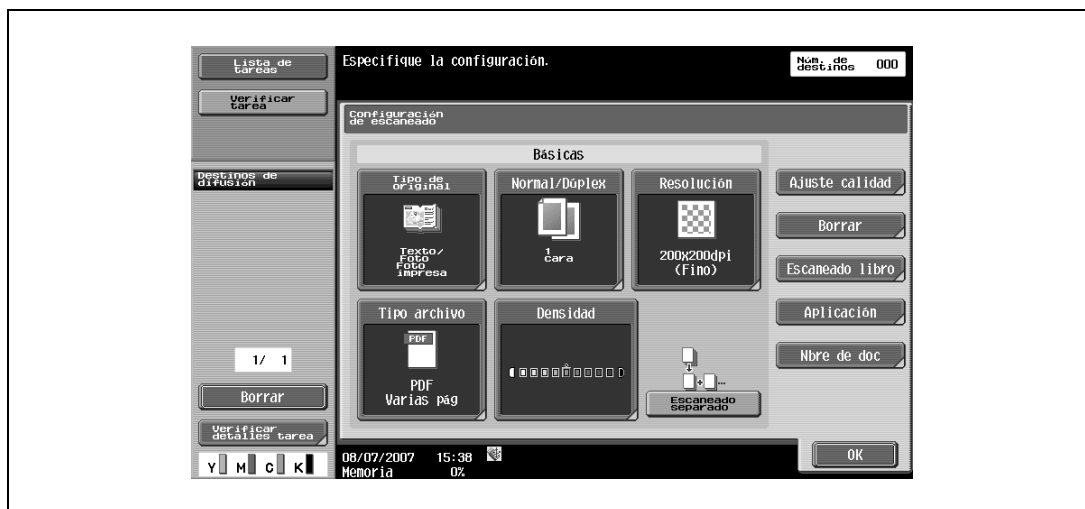 Lista de
tareas
Verificar
tarea
Destinos de
difusión
1/ 1
Borrar
Verificar
detalles tarea
Y M C K
Especifique la configuración.
Núm. de
destinos 000
Configuración
de escaneado
Básicas
Tipo de
original
Texto/
Foto
Foto
impresa
Normal/Dúplex
1
cara
Resolución
200x200dpi
(Fino)
Tipo archivo
PDF
PDF
Varias pág
Densidad
Escaneado
separado
Ajuste calidad
Borrar
Escaneado libro
Aplicación
Nbre de doc
08/07/2007 15:38
Memoria 0%
OK